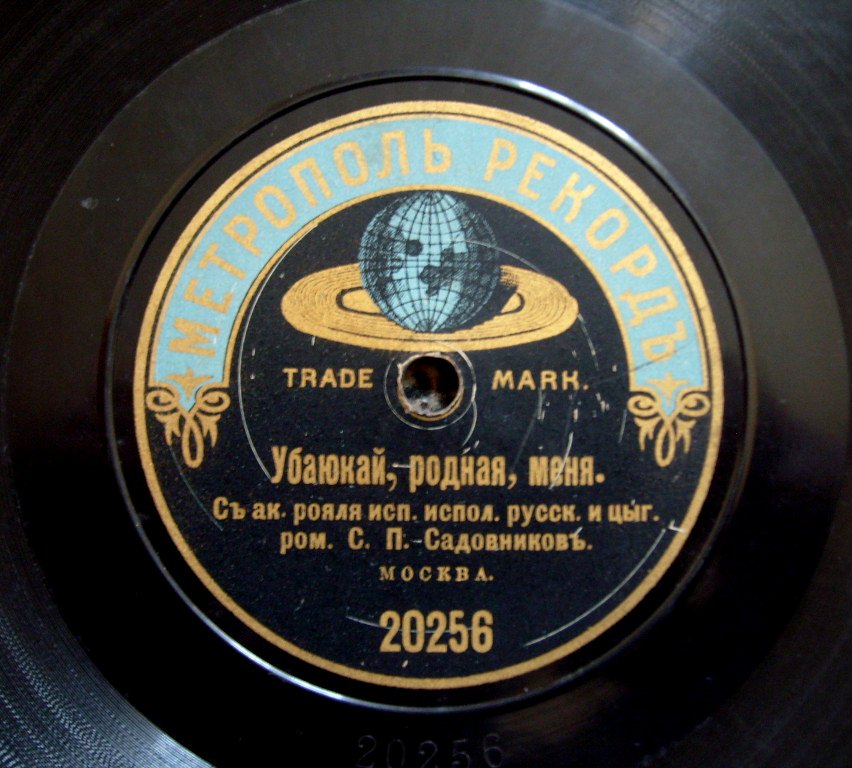 МЕТРОПОЛЬ РЕКОРДЪ
TRADE MARK.
Убаюкай, родная, меня.
Съ ак. рояля исп. испол. русск. и цыг.
ром. С. П. Садовниковъ.
МОСКВА.
20256
20256